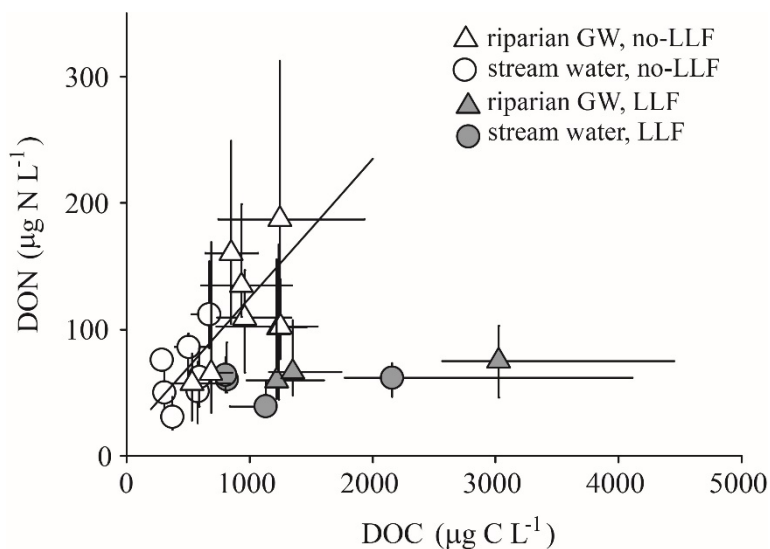 riparian GW, no-LLF
stream water, no-LLF
riparian GW, LLF
stream water, LLF
300
200
100
0
DON (μg N L⁻¹)
0 1000 2000 3000 4000 5000
DOC (μg C L⁻¹)